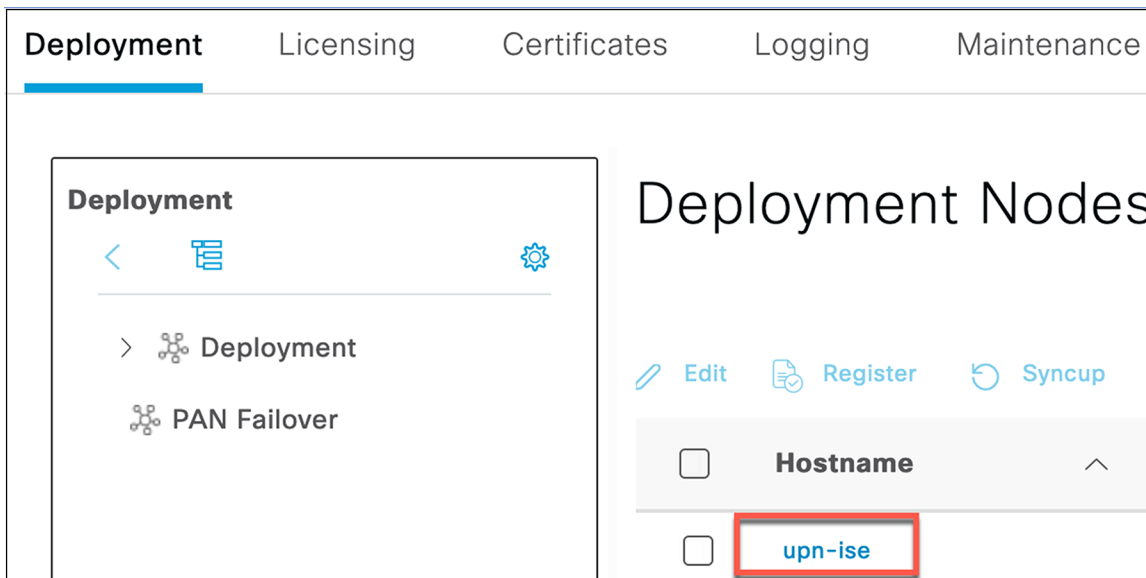 Deployment Licensing Certificates Logging Maintenance
Deployment
Deployment
PAN Failover
Deployment Nodes
Edit Register Syncup
Hostname
upn-ise